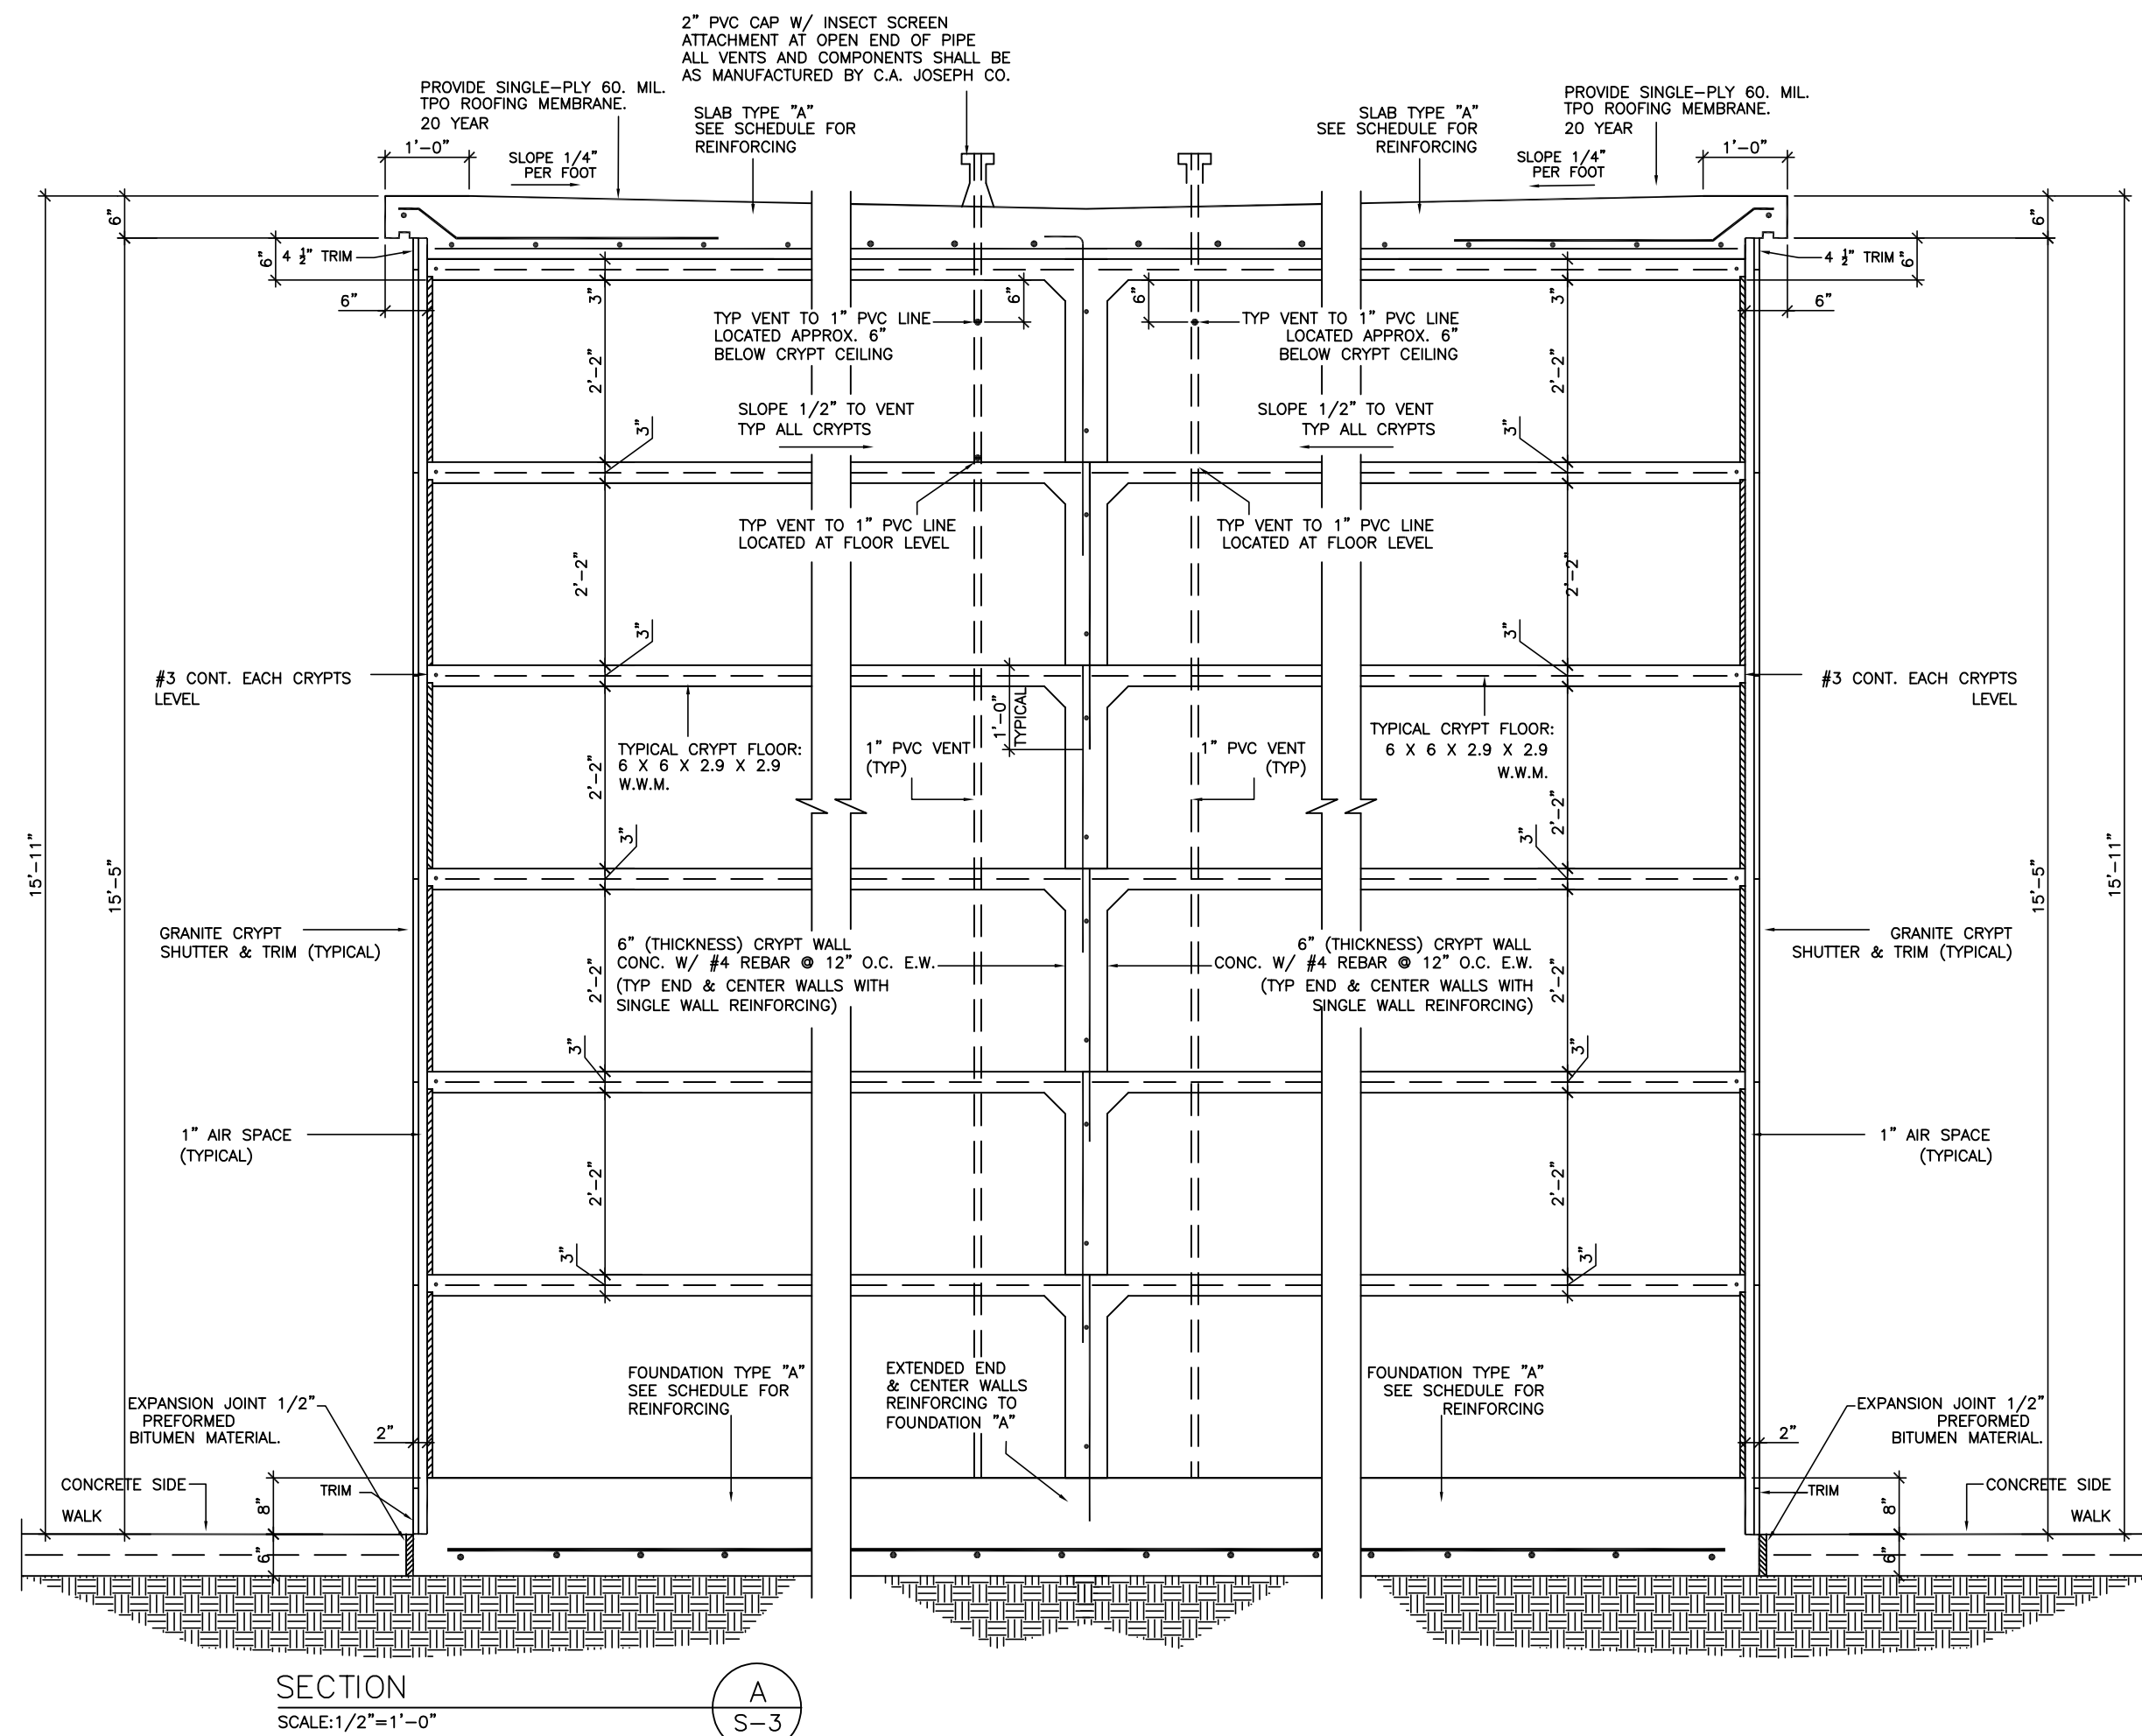 2" PVC CAP W/ INSECT SCREEN
ATTACHMENT AT OPEN END OF PIPE
ALL VENTS AND COMPONENTS SHALL BE
AS MANUFACTURED BY C.A. JOSEPH CO.
PROVIDE SINGLE-PLY 60. MIL.
TPO ROOFING MEMBRANE.
20 YEAR
SLAB TYPE "A"
SEE SCHEDULE FOR
REINFORCING
SLAB TYPE "A"
SEE SCHEDULE FOR
REINFORCING
PROVIDE SINGLE-PLY 60. MIL.
TPO ROOFING MEMBRANE.
20 YEAR
1'-0"
SLOPE 1/4"
PER FOOT
SLOPE 1/4"
PER FOOT
1'-0"
6"
6"
4 ½" TRIM
6"
3"
6"
6"
3"
4 ½" TRIM
6"
6"
6"
TYP VENT TO 1" PVC LINE
LOCATED APPROX. 6"
BELOW CRYPT CEILING
TYP VENT TO 1" PVC LINE
LOCATED APPROX. 6"
BELOW CRYPT CEILING
2'-2"
2'-2"
SLOPE 1/2" TO VENT
TYP ALL CRYPTS
SLOPE 1/2" TO VENT
TYP ALL CRYPTS
3"
3"
TYP VENT TO 1" PVC LINE
LOCATED AT FLOOR LEVEL
TYP VENT TO 1" PVC LINE
LOCATED AT FLOOR LEVEL
2'-2"
2'-2"
3"
3"
#3 CONT. EACH CRYPTS
LEVEL
#3 CONT. EACH CRYPTS
LEVEL
1'-0"
TYPICAL
TYPICAL CRYPT FLOOR:
6 X 6 X 2.9 X 2.9
W.W.M.
1" PVC VENT
(TYP)
1" PVC VENT
(TYP)
TYPICAL CRYPT FLOOR:
6 X 6 X 2.9 X 2.9
W.W.M.
2'-2"
2'-2"
3"
3"
15'-11"
15'-5"
15'-5"
15'-11"
GRANITE CRYPT
SHUTTER & TRIM (TYPICAL)
6" (THICKNESS) CRYPT WALL
CONC. W/ #4 REBAR @ 12" O.C. E.W.
(TYP END & CENTER WALLS WITH
SINGLE WALL REINFORCING)
6" (THICKNESS) CRYPT WALL
CONC. W/ #4 REBAR @ 12" O.C. E.W.
(TYP END & CENTER WALLS WITH
SINGLE WALL REINFORCING)
GRANITE CRYPT
SHUTTER & TRIM (TYPICAL)
2'-2"
2'-2"
3"
3"
1" AIR SPACE
(TYPICAL)
1" AIR SPACE
(TYPICAL)
2'-2"
2'-2"
3"
3"
FOUNDATION TYPE "A"
SEE SCHEDULE FOR
REINFORCING
EXTENDED END
& CENTER WALLS
REINFORCING TO
FOUNDATION "A"
FOUNDATION TYPE "A"
SEE SCHEDULE FOR
REINFORCING
EXPANSION JOINT 1/2"
PREFORMED
BITUMEN MATERIAL.
2"
2"
EXPANSION JOINT 1/2"
PREFORMED
BITUMEN MATERIAL.
CONCRETE SIDE
WALK
TRIM
8"
6"
TRIM
8"
6"
CONCRETE SIDE
WALK
SECTION
SCALE:1/2"=1'-0"
A
S-3